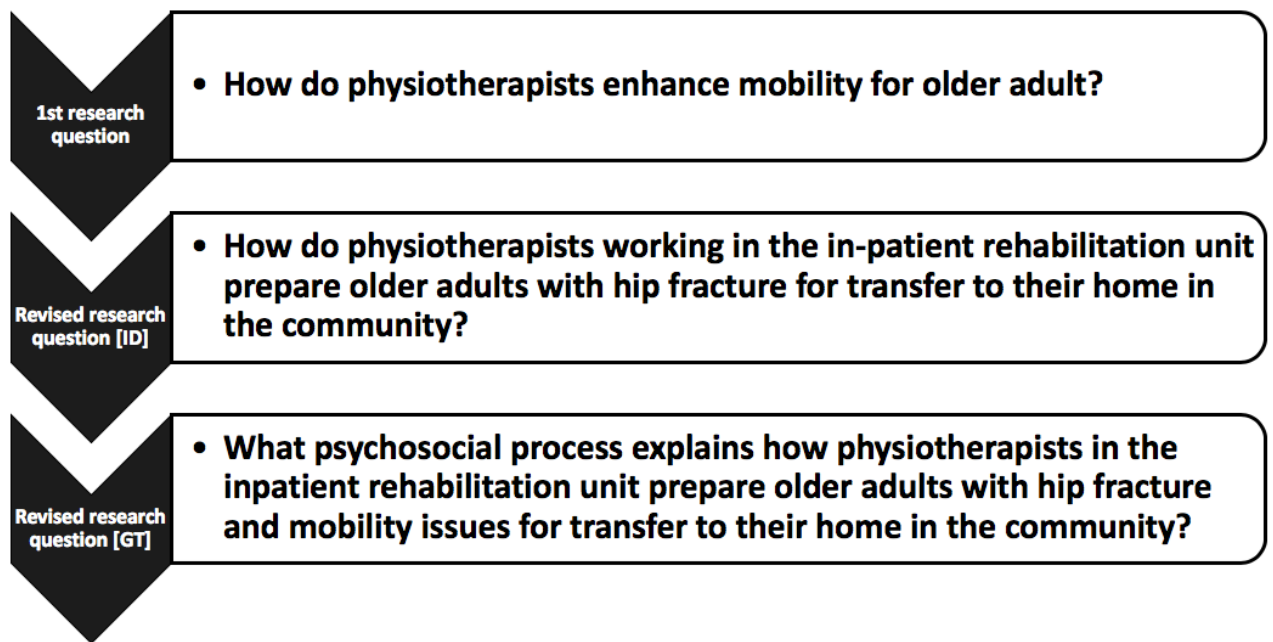 1st research
question
• How do physiotherapists enhance mobility for older adult?
Revised research
question [ID]
• How do physiotherapists working in the in-patient rehabilitation unit
prepare older adults with hip fracture for transfer to their home in
the community?
Revised research
question [GT]
• What psychosocial process explains how physiotherapists in the
inpatient rehabilitation unit prepare older adults with hip fracture
and mobility issues for transfer to their home in the community?